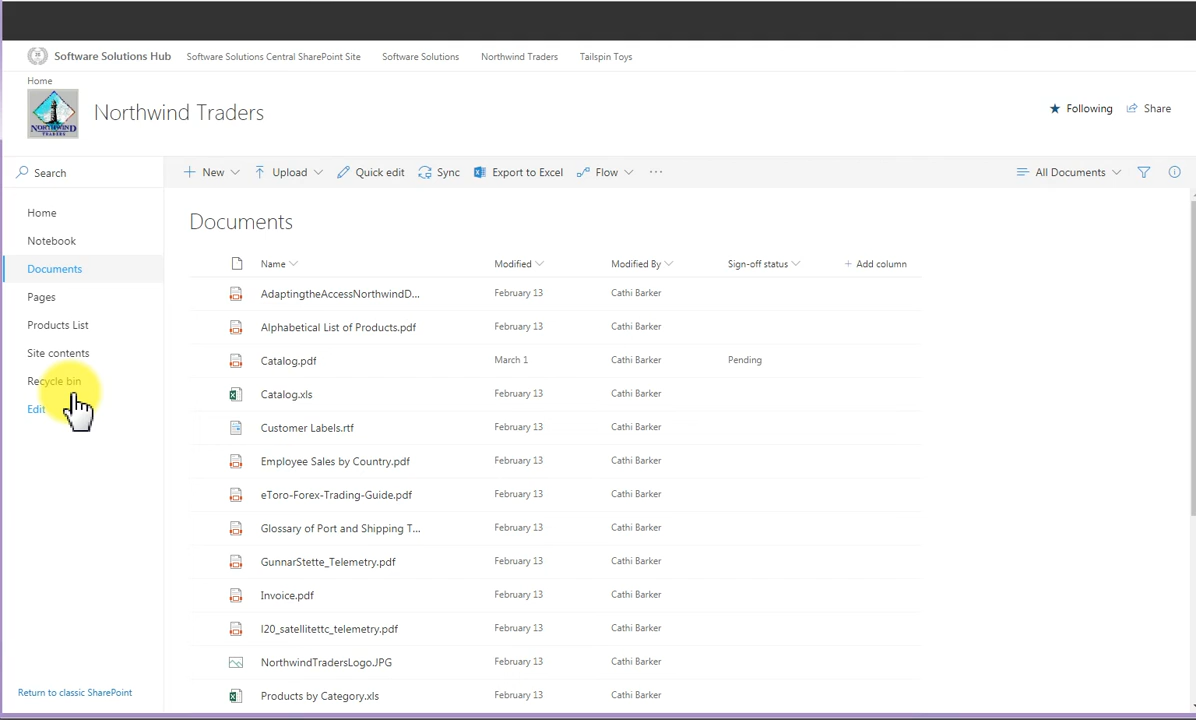 Software Solutions Hub Software Solutions Central SharePoint Site Software Solutions Northwind Traders Tailspin Toys
Home
NORTHWIND
TRADERS
Northwind Traders
Following Share
Search
New Upload Quick edit Sync Export to Excel Flow ... All Documents
Home
Notebook
Documents
Pages
Products List
Site contents
Recycle bin
Edit
Return to classic SharePoint
Documents
Name Modified Modified By Sign-off status + Add column
AdaptingtheAccessNorthwindD... February 13 Cathi Barker
Alphabetical List of Products.pdf February 13 Cathi Barker
Catalog.pdf March 1 Cathi Barker Pending
Catalog.xls February 13 Cathi Barker
Customer Labels.rtf February 13 Cathi Barker
Employee Sales by Country.pdf February 13 Cathi Barker
eToro-Forex-Trading-Guide.pdf February 13 Cathi Barker
Glossary of Port and Shipping T... February 13 Cathi Barker
GunnarStette_Telemetry.pdf February 13 Cathi Barker
Invoice.pdf February 13 Cathi Barker
I20_satellitettc_telemetry.pdf February 13 Cathi Barker
NorthwindTradersLogo.JPG February 13 Cathi Barker
Products by Category.xls February 13 Cathi Barker